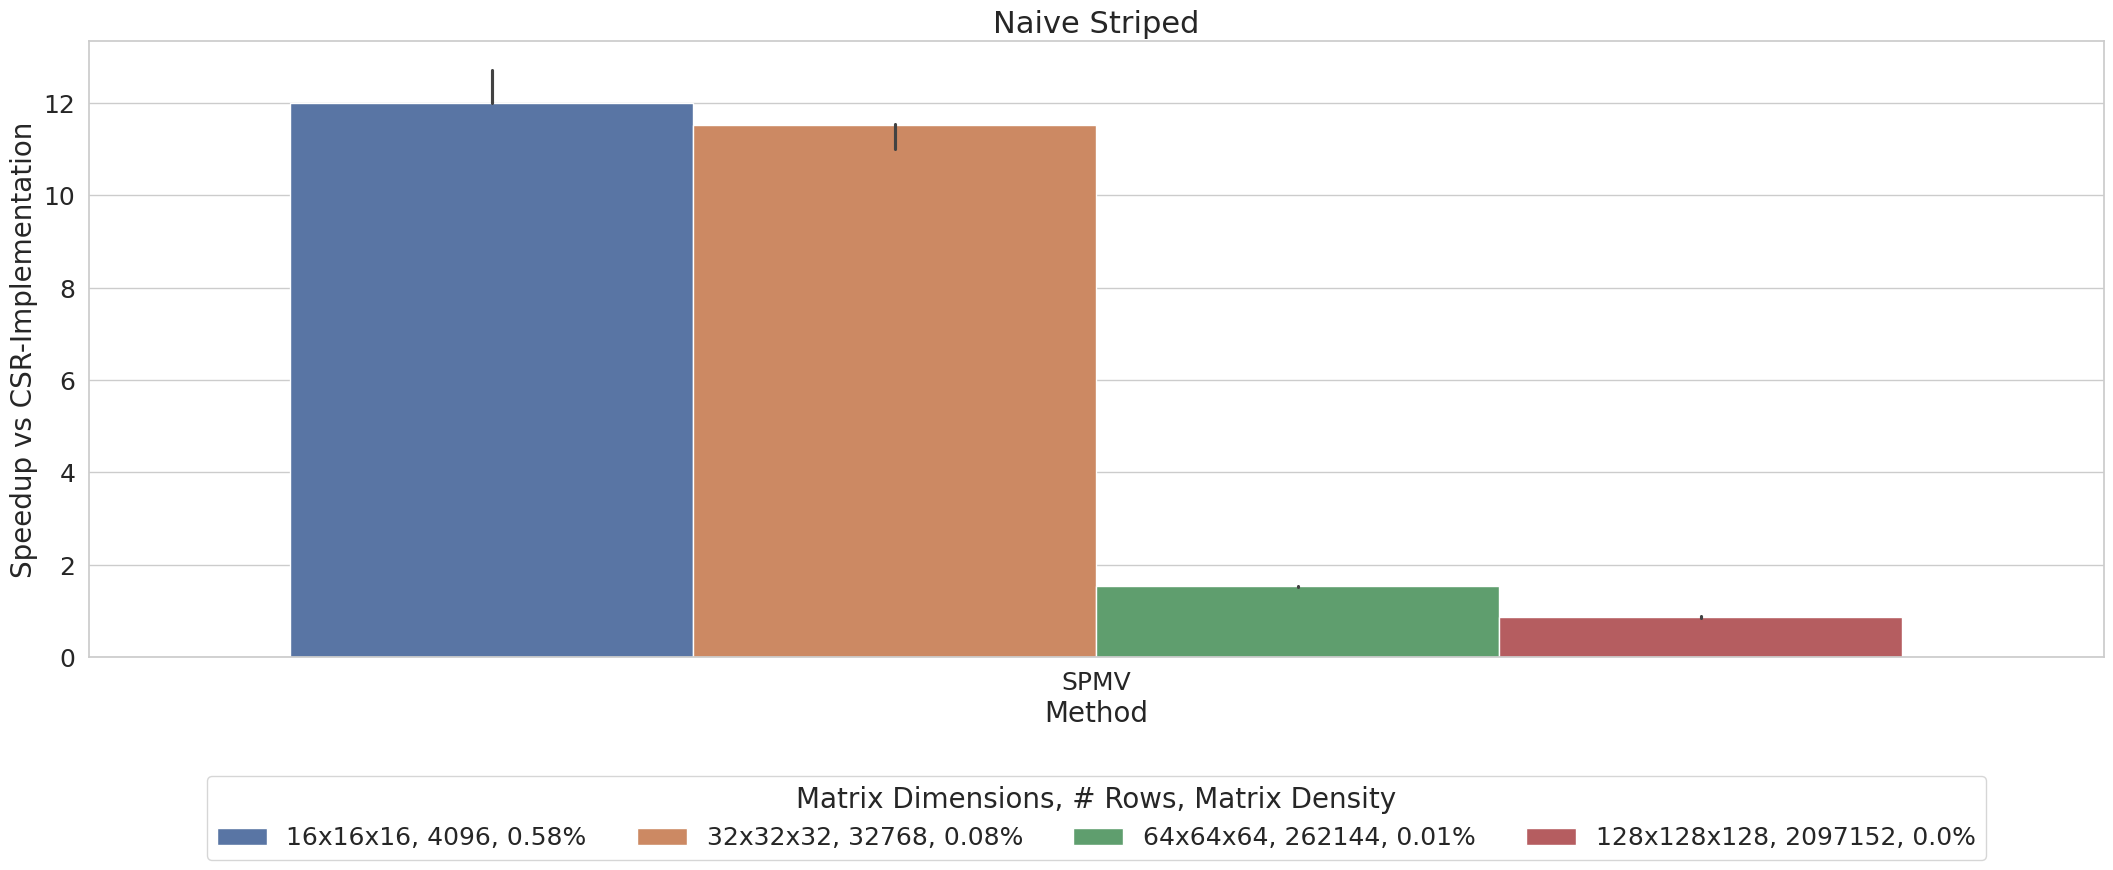 Naive Striped
Speedup vs CSR-Implementation
12
10
8
6
4
2
0
SPMV
Method
Matrix Dimensions, # Rows, Matrix Density
16x16x16, 4096, 0.58% 32x32x32, 32768, 0.08% 64x64x64, 262144, 0.01% 128x128x128, 2097152, 0.0%